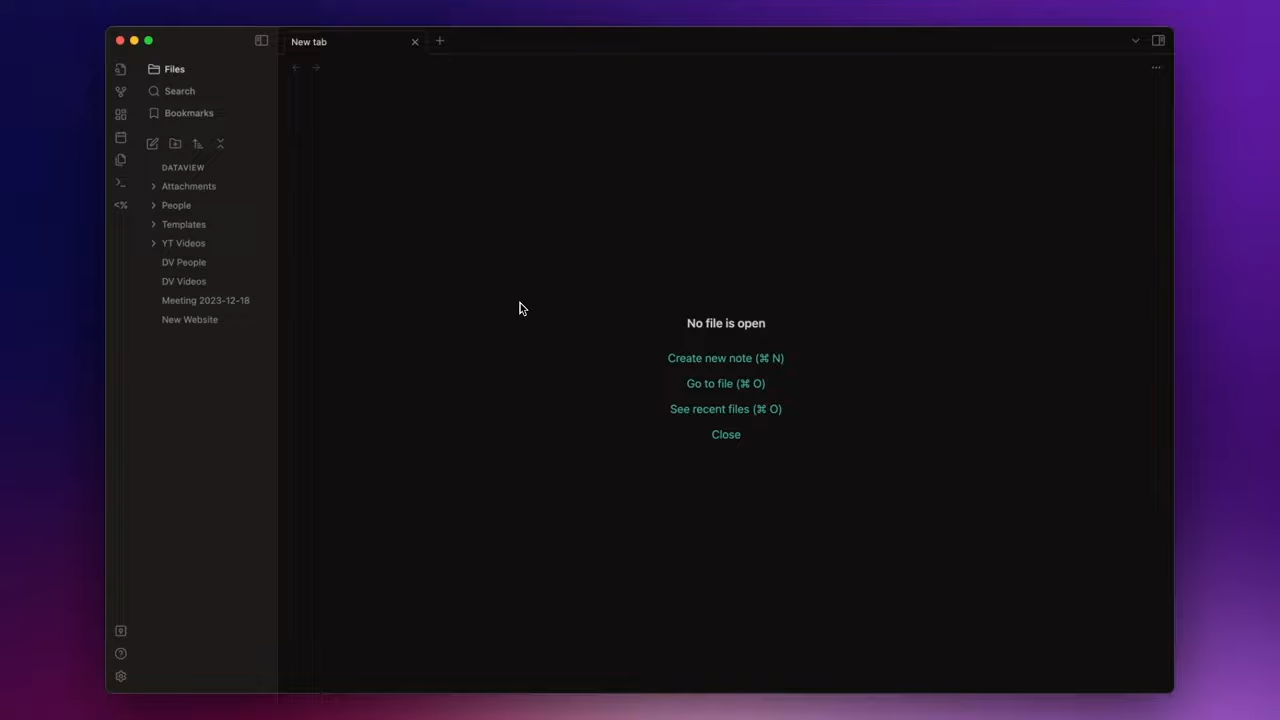 New tab
Files
Search
Bookmarks
DATAVIEW
Attachments
People
Templates
YT Videos
DV People
DV Videos
Meeting 2023-12-18
New Website
No file is open
Create new note (⌘ N)
Go to file (⌘ O)
See recent files (⌘ O)
Close
<%